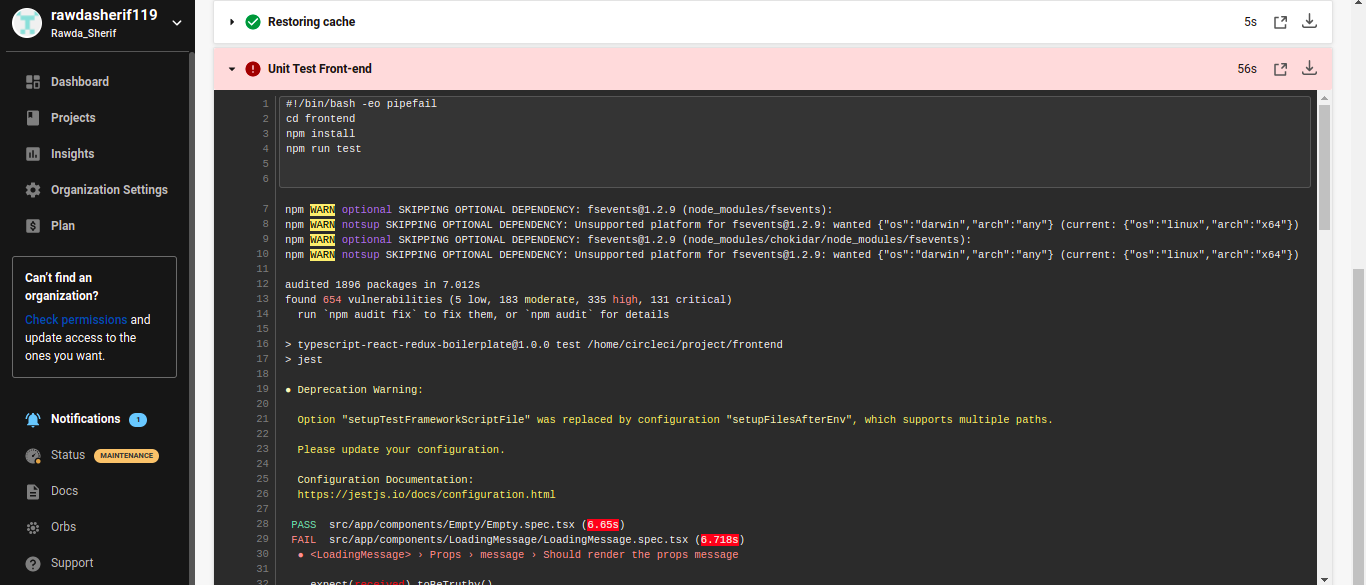 rawdasherif119
Rawda_Sherif
Dashboard
Projects
Insights
Organization Settings
Plan
Can't find an
organization?
Check permissions and
update access to the
ones you want.
Notifications 1
Status MAINTENANCE
Docs
Orbs
Support
Restoring cache 5s
Unit Test Front-end 56s
1 #!/bin/bash -eo pipefail
2 cd frontend
3 npm install
4 npm run test
5
6
7 npm WARN optional SKIPPING OPTIONAL DEPENDENCY: fsevents@1.2.9 (node_modules/fsevents):
8 npm WARN notsup SKIPPING OPTIONAL DEPENDENCY: Unsupported platform for fsevents@1.2.9: wanted {"os":"darwin","arch":"any"} (current: {"os":"linux","arch":"x64"})
9 npm WARN optional SKIPPING OPTIONAL DEPENDENCY: fsevents@1.2.9 (node_modules/chokidar/node_modules/fsevents):
10 npm WARN notsup SKIPPING OPTIONAL DEPENDENCY: Unsupported platform for fsevents@1.2.9: wanted {"os":"darwin","arch":"any"} (current: {"os":"linux","arch":"x64"})
11
12 audited 1896 packages in 7.012s
13 found 654 vulnerabilities (5 low, 183 moderate, 335 high, 131 critical)
14 run `npm audit fix` to fix them, or `npm audit` for details
15
16 > typescript-react-redux-boilerplate@1.0.0 test /home/circleci/project/frontend
17 > jest
18
19 ● Deprecation Warning:
20
21 Option "setupTestFrameworkScriptFile" was replaced by configuration "setupFilesAfterEnv", which supports multiple paths.
22
23 Please update your configuration.
24
25 Configuration Documentation:
26 https://jestjs.io/docs/configuration.html
27
28 PASS src/app/components/Empty/Empty.spec.tsx (6.65s)
29 FAIL src/app/components/LoadingMessage/LoadingMessage.spec.tsx (6.718s)
30 ● <LoadingMessage> › Props › message › Should render the props message
31
32 expect(received).toBeTruthy()